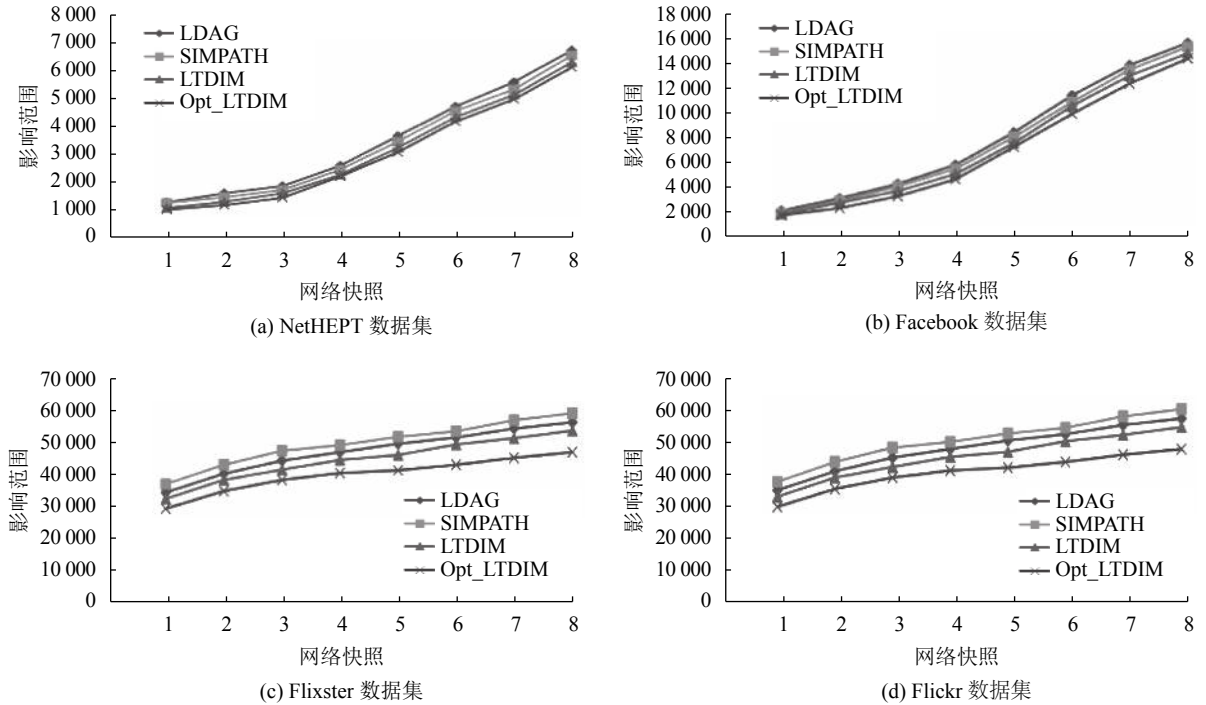 8 000
7 000
6 000
5 000
4 000
3 000
2 000
1 000
0
影响范围
LDAG
SIMPATH
LTDIM
Opt_LTDIM
1 2 3 4 5 6 7 8
网络快照
(a) NetHEPT 数据集
18 000
16 000
14 000
12 000
10 000
8 000
6 000
4 000
2 000
0
影响范围
LDAG
SIMPATH
LTDIM
Opt_LTDIM
1 2 3 4 5 6 7 8
网络快照
(b) Facebook 数据集
70 000
60 000
50 000
40 000
30 000
20 000
10 000
0
影响范围
LDAG
SIMPATH
LTDIM
Opt_LTDIM
1 2 3 4 5 6 7 8
网络快照
(c) Flixster 数据集
70 000
60 000
50 000
40 000
30 000
20 000
10 000
0
影响范围
LDAG
SIMPATH
LTDIM
Opt_LTDIM
1 2 3 4 5 6 7 8
网络快照
(d) Flickr 数据集